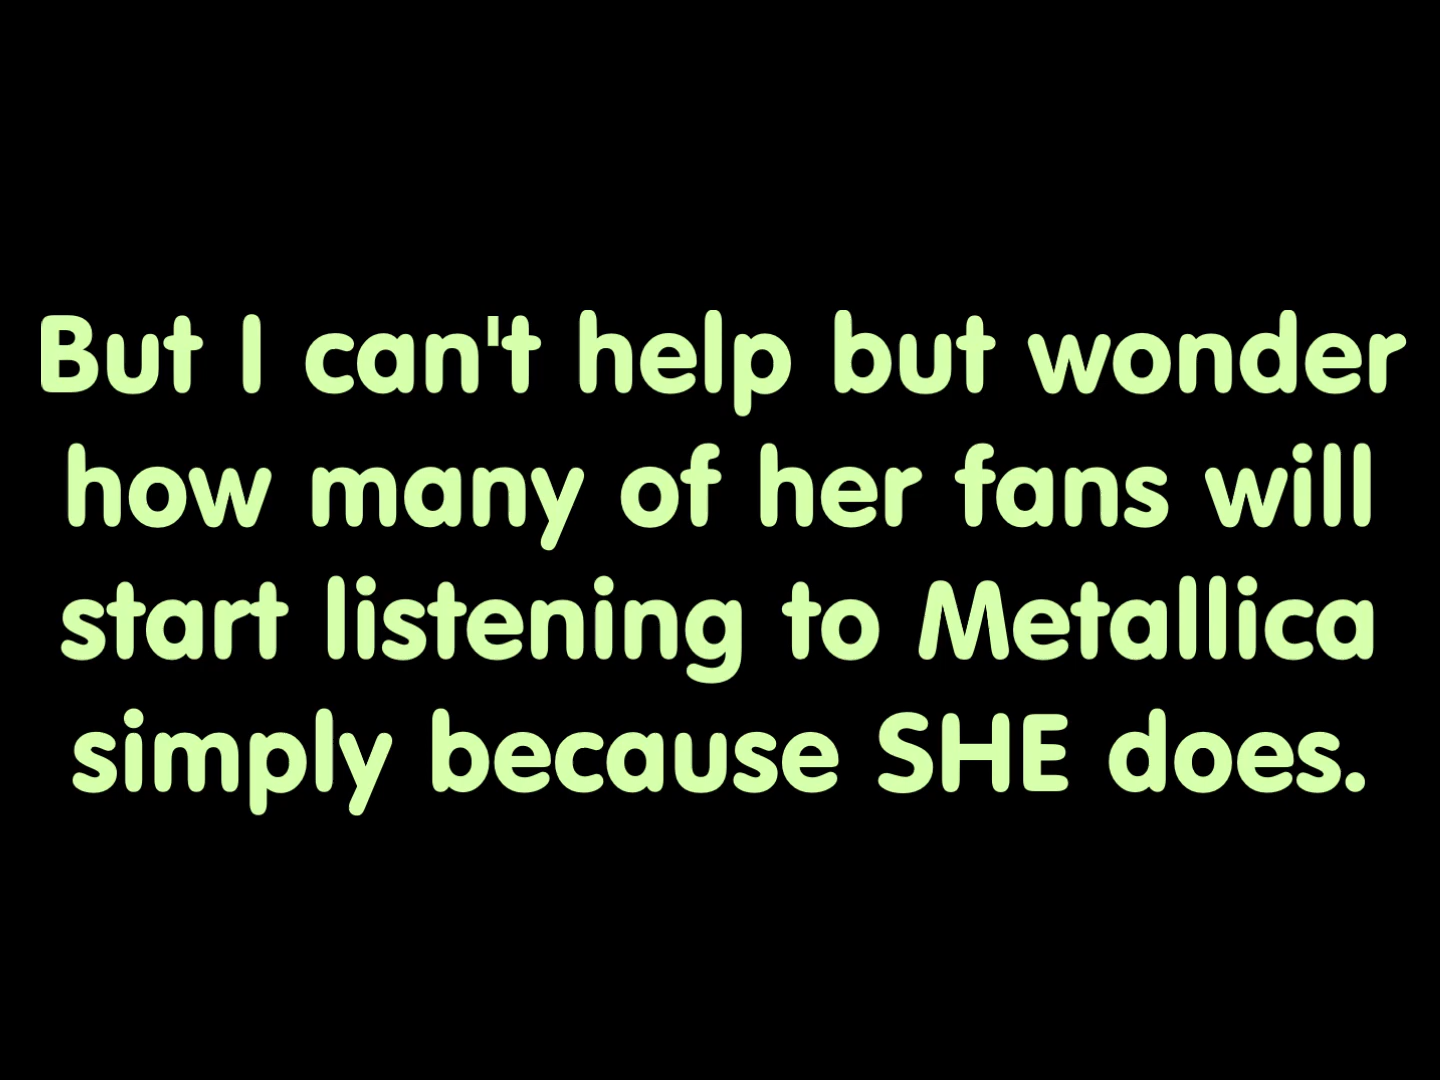 But I can't help but wonder
how many of her fans will
start listening to Metallica
simply because SHE does.